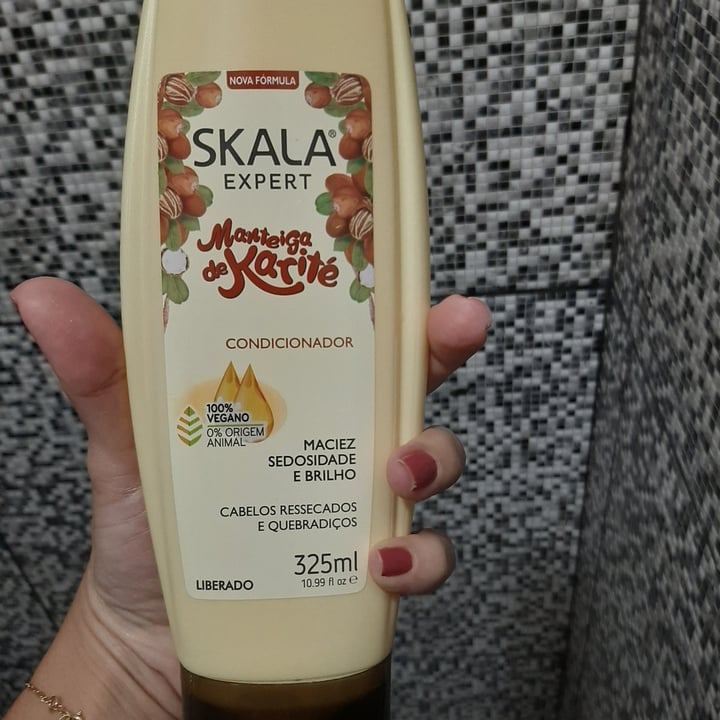 NOVA FÓRMULA
SKALA®
EXPERT
Manteiga
de Karité
CONDICIONADOR
100%
VEGANO
0% ORIGEM
ANIMAL
MACIEZ
SEDOSIDADE
E BRILHO
CABELOS RESSECADOS
E QUEBRADIÇOS
325ml
10.99 fl oz ℮
LIBERADO